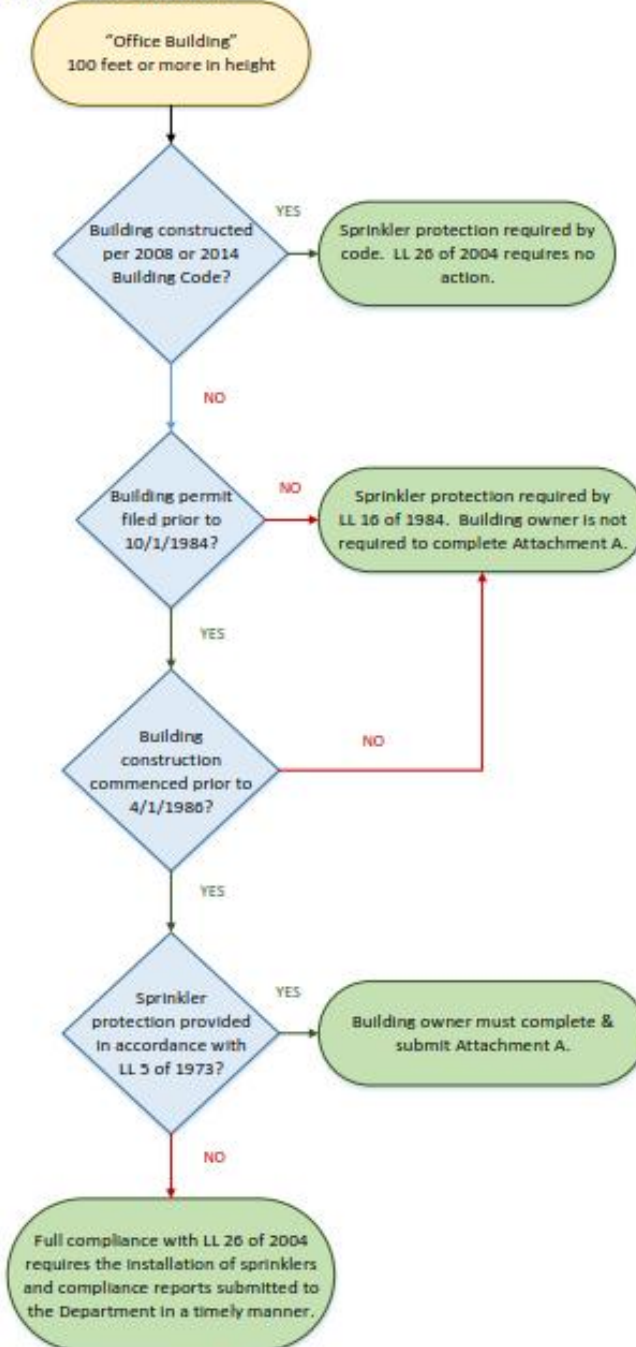 "Office Building"
100 feet or more in height
Building constructed
per 2008 or 2014
Building Code?
YES
Sprinkler protection required by
code. LL 26 of 2004 requires no
action.
NO
Building permit
filed prior to
10/1/1984?
NO
Sprinkler protection required by
LL 16 of 1984. Building owner is not
required to complete Attachment A.
YES
Building
construction
commenced prior to
4/1/1986?
NO
YES
Sprinkler
protection provided
in accordance with
LL 5 of 1973?
YES
Building owner must complete &
submit Attachment A.
NO
Full compliance with LL 26 of 2004
requires the installation of sprinklers
and compliance reports submitted to
the Department in a timely manner.